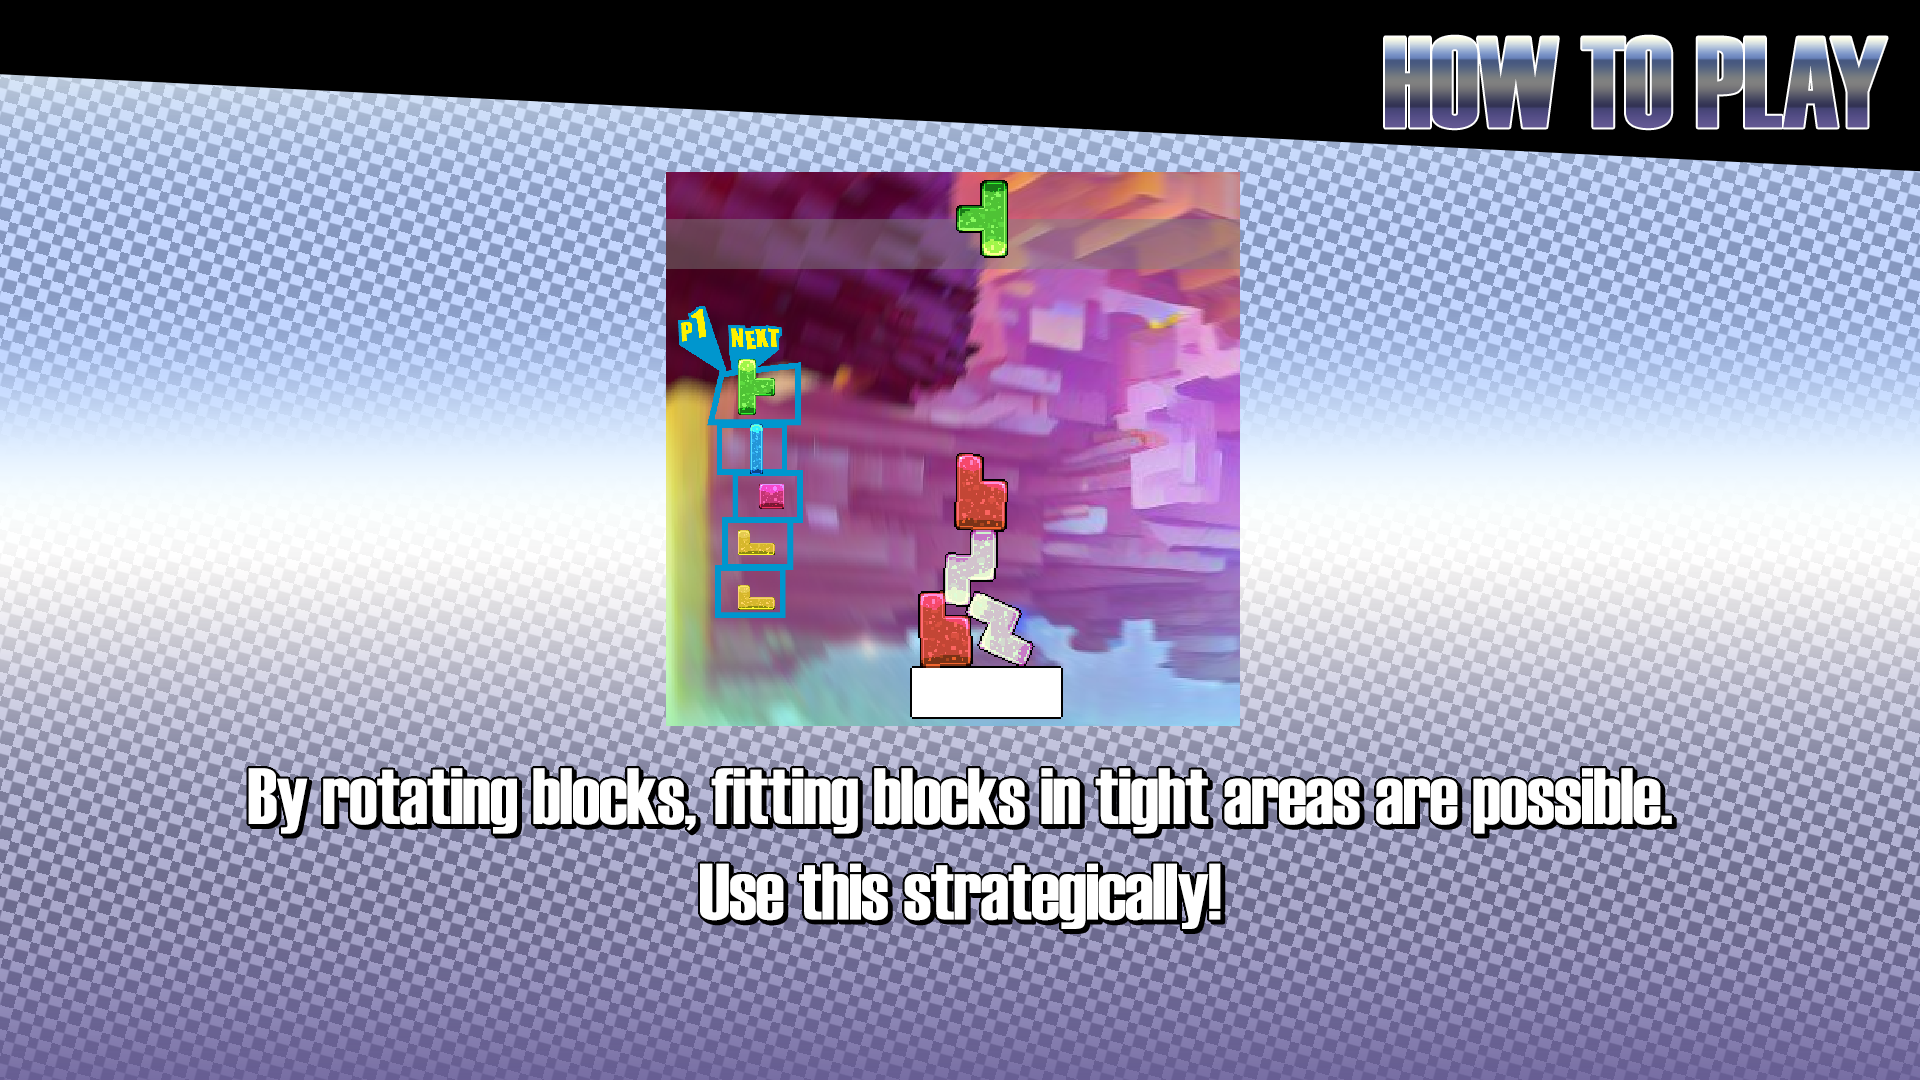 HOW TO PLAY
P1
NEXT
By rotating blocks, fitting blocks in tight areas are possible.
Use this strategically!